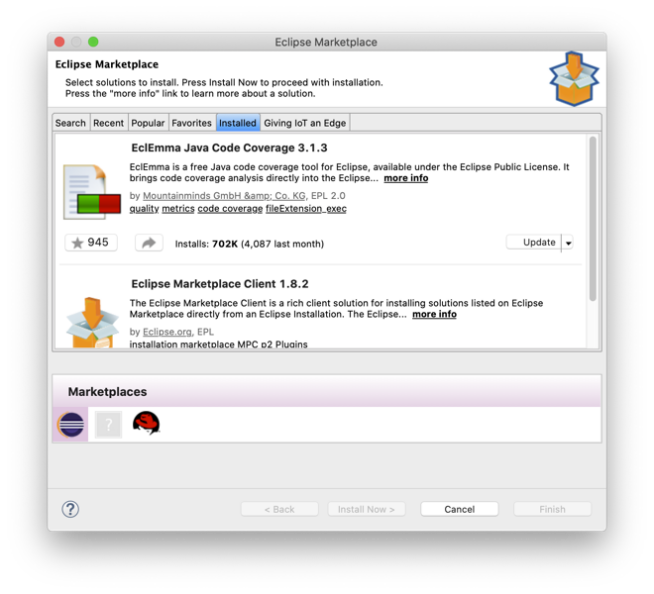 Eclipse Marketplace
Eclipse Marketplace
Select solutions to install. Press Install Now to proceed with installation.
Press the "more info" link to learn more about a solution.
Search Recent Popular Favorites Installed Giving IoT an Edge
EclEmma Java Code Coverage 3.1.3
EclEmma is a free Java code coverage tool for Eclipse, available under the Eclipse Public License. It
brings code coverage analysis directly into the Eclipse... more info
by Mountainminds GmbH &amp; Co. KG, EPL 2.0
quality metrics code coverage fileExtension_exec
945 Installs: 702K (4,087 last month) Update
Eclipse Marketplace Client 1.8.2
The Eclipse Marketplace Client is a rich client solution for installing solutions listed on Eclipse
Marketplace directly from an Eclipse Installation. The Eclipse... more info
by Eclipse.org, EPL
installation marketplace MPC p2 Plugins
Marketplaces
?
? < Back Install Now > Cancel Finish